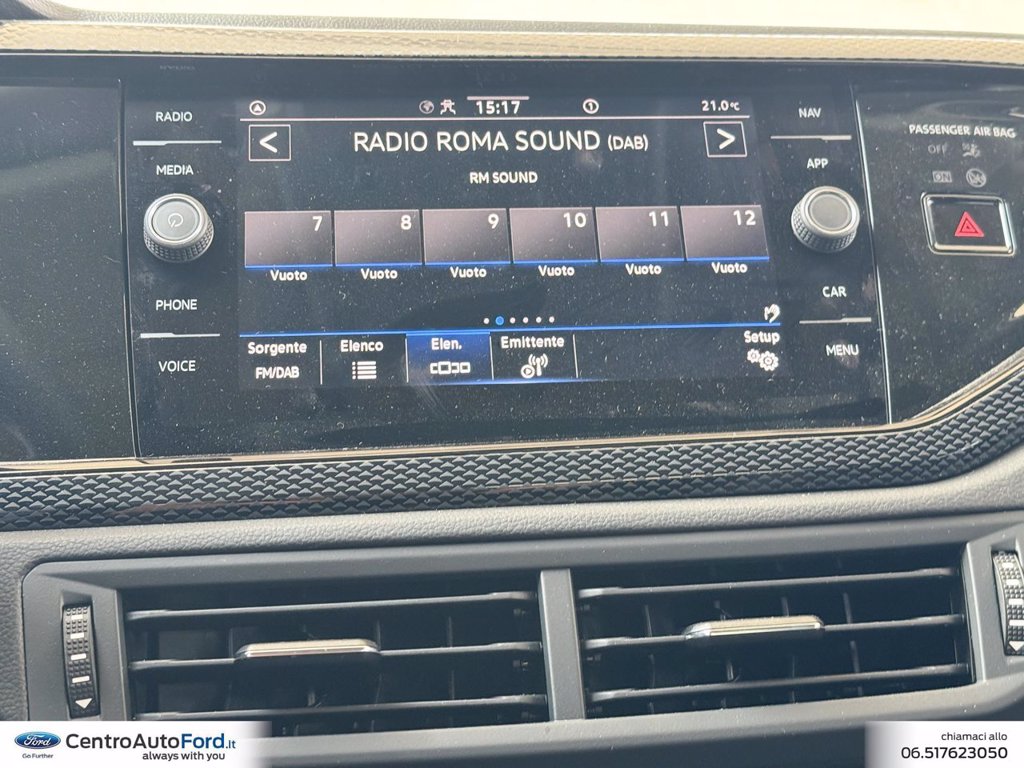 RADIO
MEDIA
PHONE
VOICE
15:17
21.0°C
RADIO ROMA SOUND (DAB)
RM SOUND
7 8 9 10 11 12
Vuoto Vuoto Vuoto Vuoto Vuoto Vuoto
Sorgente Elenco Elen. Emittente Setup
FM/DAB
NAV
APP
CAR
MENU
PASSENGER AIR BAG
OFF
ON
Ford
Go Further
CentroAutoFord.it
always with you
chiamaci allo
06.517623050